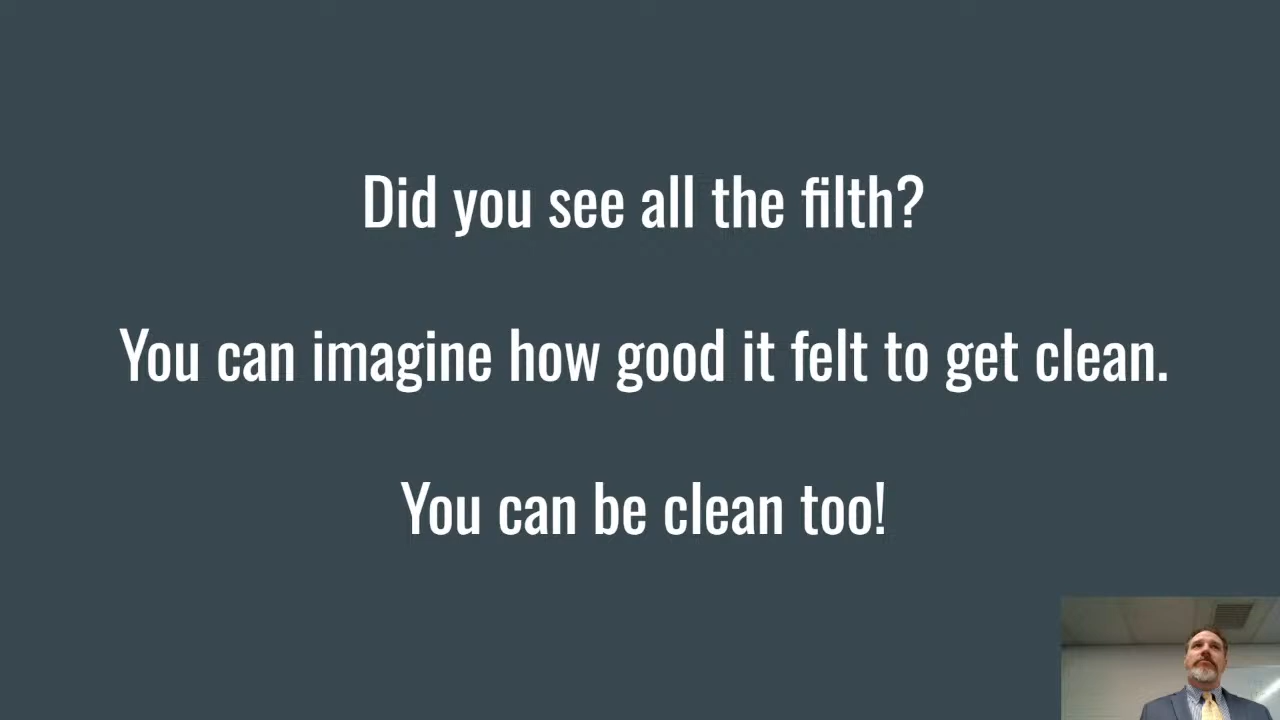 Did you see all the filth?
You can imagine how good it felt to get clean.
You can be clean too!